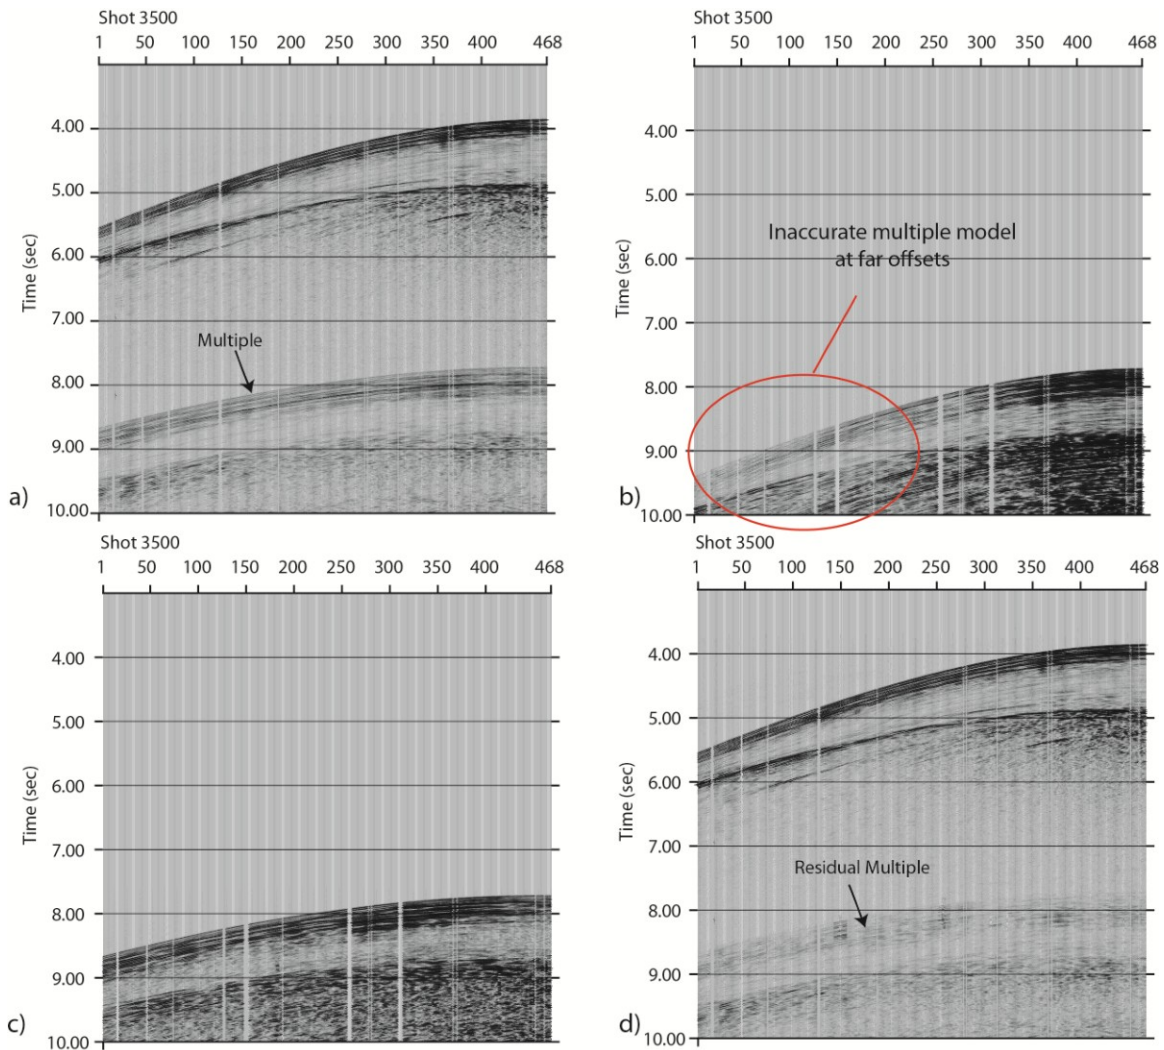 Shot 3500
1 50 100 150 200 250 300 350 400 468
4.00
5.00
6.00
7.00
8.00
9.00
10.00
Time (sec)
Multiple
a)
Shot 3500
1 50 100 150 200 250 300 350 400 468
4.00
5.00
6.00
7.00
8.00
9.00
10.00
Time (sec)
Inaccurate multiple model
at far offsets
b)
Shot 3500
1 50 100 150 200 250 300 350 400 468
4.00
5.00
6.00
7.00
8.00
9.00
10.00
Time (sec)
c)
Shot 3500
1 50 100 150 200 250 300 350 400 468
4.00
5.00
6.00
7.00
8.00
9.00
10.00
Time (sec)
Residual Multiple
d)